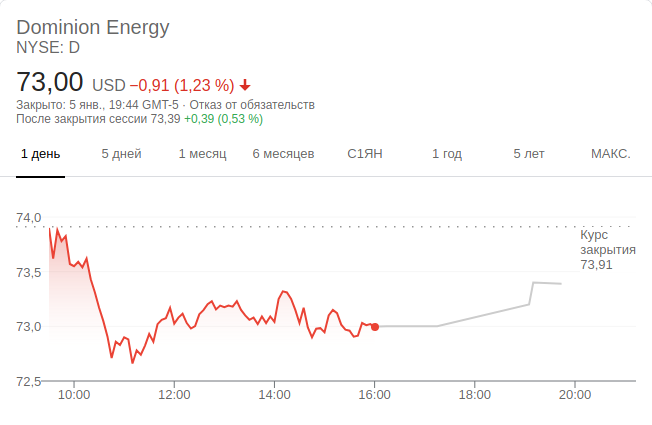 Dominion Energy
NYSE: D
73,00 USD −0,91 (1,23 %)
Закрыто: 5 янв., 19:44 GMT-5 · Отказ от обязательств
После закрытия сессии 73,39 +0,39 (0,53 %)
1 день 5 дней 1 месяц 6 месяцев С1ЯН 1 год 5 лет МАКС.
74,0
Курс
закрытия
73,91
73,5
73,0
72,5
10:00 12:00 14:00 16:00 18:00 20:00